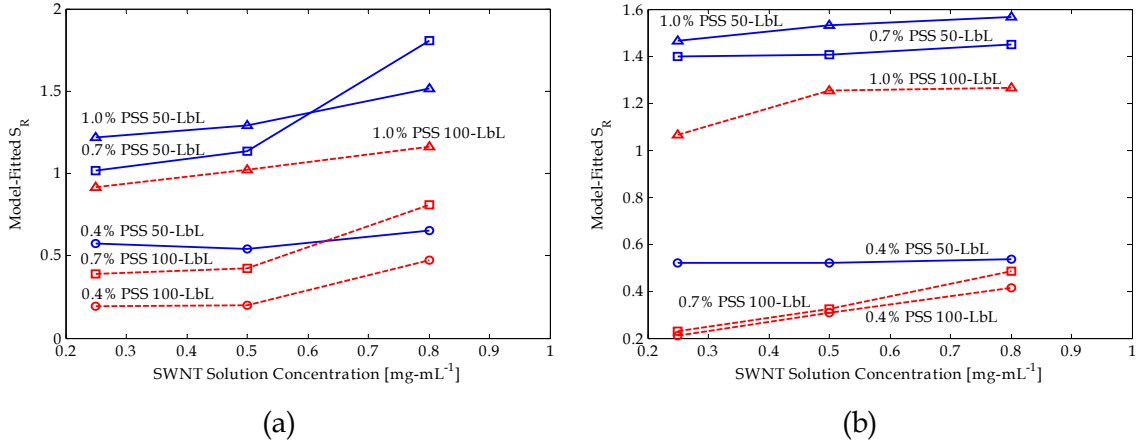 2
1.5
1
0.5
0
Model-Fitted S_R
1.0% PSS 50-LbL
0.7% PSS 50-LbL
1.0% PSS 100-LbL
0.4% PSS 50-LbL
0.7% PSS 100-LbL
0.4% PSS 100-LbL
0.2 0.3 0.4 0.5 0.6 0.7 0.8 0.9 1
SWNT Solution Concentration [mg-mL⁻¹]
(a)
1.6
1.4
1.2
1
0.8
0.6
0.4
0.2
Model-Fitted S_R
1.0% PSS 50-LbL
0.7% PSS 50-LbL
1.0% PSS 100-LbL
0.4% PSS 50-LbL
0.7% PSS 100-LbL
0.4% PSS 100-LbL
0.2 0.3 0.4 0.5 0.6 0.7 0.8 0.9 1
SWNT Solution Concentration [mg-mL⁻¹]
(b)